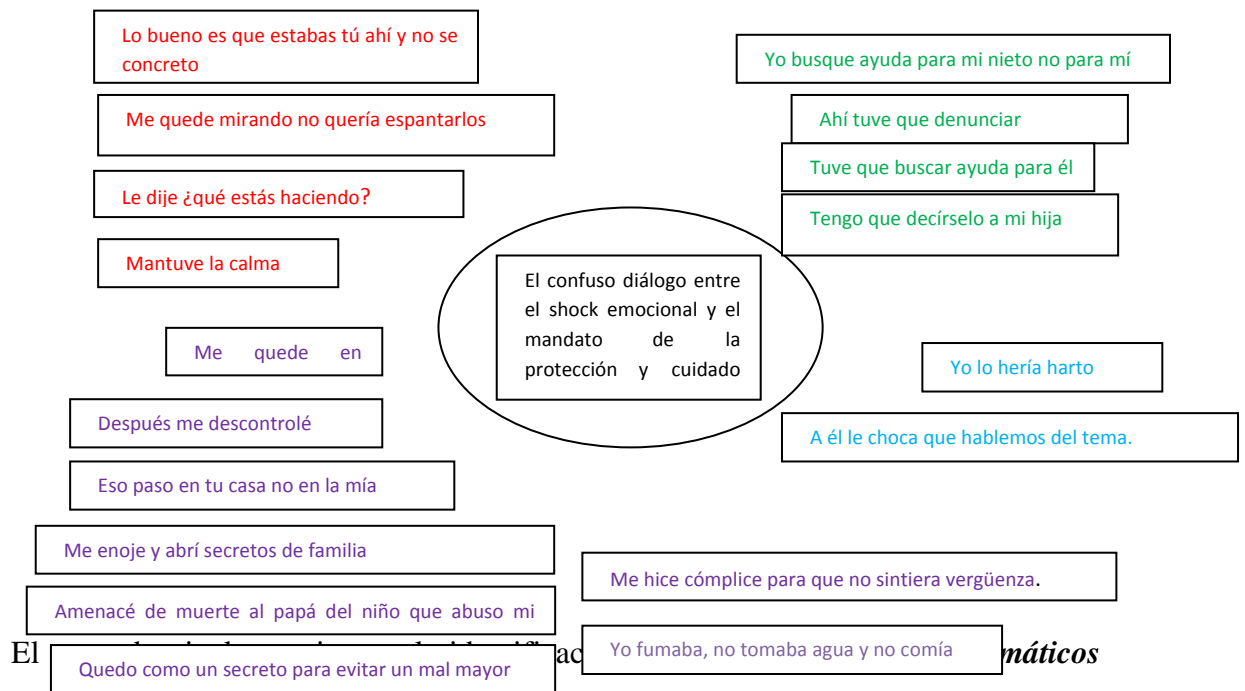 Lo bueno es que estabas tú ahí y no se
concreto
Me quede mirando no quería espantarlos
Le dije ¿qué estás haciendo?
Mantuve la calma
Yo busque ayuda para mi nieto no para mí
Ahí tuve que denunciar
Tuve que buscar ayuda para él
Tengo que decírselo a mi hija
El confuso diálogo entre
el shock emocional y el
mandato de la
protección y cuidado
Me quede en
Después me descontrolé
Eso paso en tu casa no en la mía
Me enoje y abrí secretos de familia
Amenacé de muerte al papá del niño que abuso mi
Quedo como un secreto para evitar un mal mayor
Yo lo hería harto
A él le choca que hablemos del tema.
Me hice cómplice para que no sintiera vergüenza.
Yo fumaba, no tomaba agua y no comía
El máticos